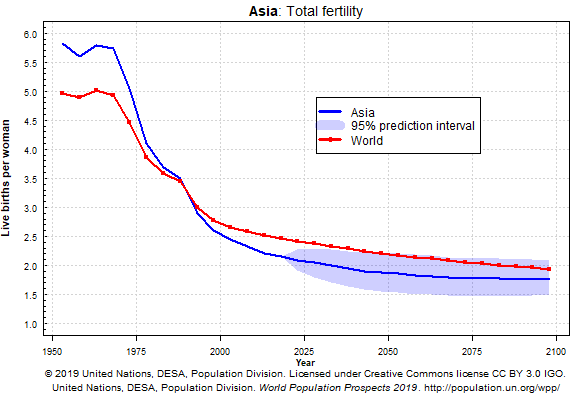 Asia: Total fertility
6.0
5.5
5.0
4.5
4.0
3.5
3.0
2.5
2.0
1.5
1.0
Live births per woman
Asia
95% prediction interval
World
1950 1975 2000 2025 2050 2075 2100
Year
© 2019 United Nations, DESA, Population Division. Licensed under Creative Commons license CC BY 3.0 IGO.
United Nations, DESA, Population Division. World Population Prospects 2019. http://population.un.org/wpp/